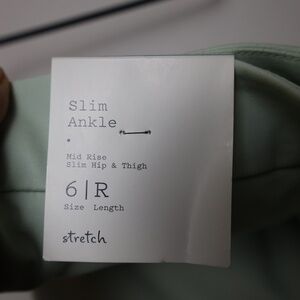 Slim
Ankle
Mid Rise
Slim Hip & Thigh
6|R
Size Length
stretch